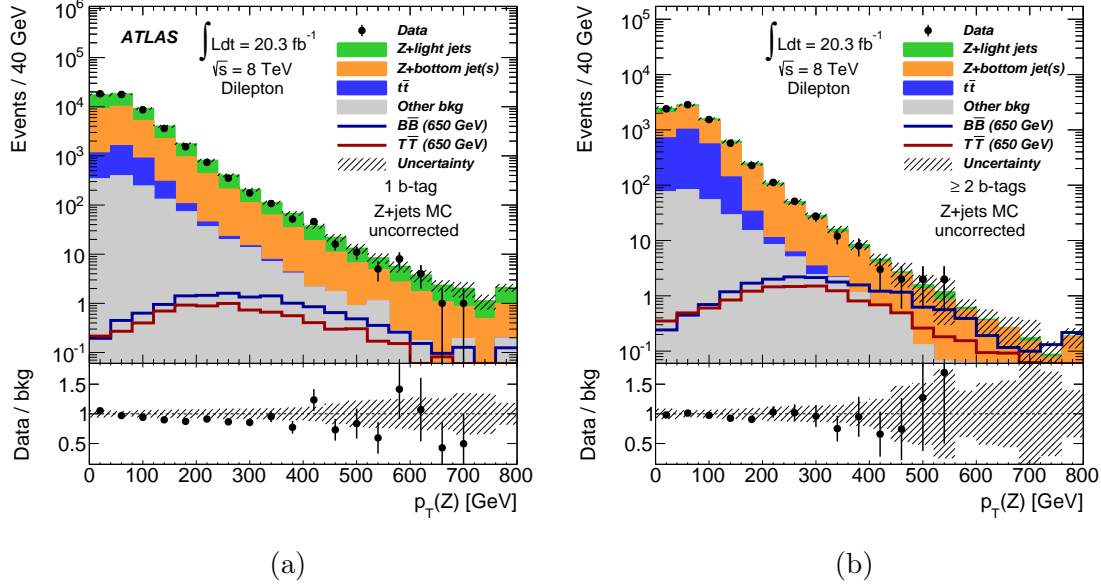 Events / 40 GeV
10⁶
10⁵
10⁴
10³
10²
10
1
10⁻¹
ATLAS
∫Ldt = 20.3 fb⁻¹
√s = 8 TeV
Dilepton
Data
Z+light jets
Z+bottom jet(s)
tt̄
Other bkg
BB̄ (650 GeV)
TT̄ (650 GeV)
Uncertainty
1 b-tag
Z+jets MC
uncorrected
Data / bkg
1.5
1
0.5
0 100 200 300 400 500 600 700 800
p_T(Z) [GeV]
(a)
Events / 40 GeV
10⁵
10⁴
10³
10²
10
1
10⁻¹
∫Ldt = 20.3 fb⁻¹
√s = 8 TeV
Dilepton
Data
Z+light jets
Z+bottom jet(s)
tt̄
Other bkg
BB̄ (650 GeV)
TT̄ (650 GeV)
Uncertainty
≥ 2 b-tags
Z+jets MC
uncorrected
Data / bkg
1.5
1
0.5
0 100 200 300 400 500 600 700 800
p_T(Z) [GeV]
(b)